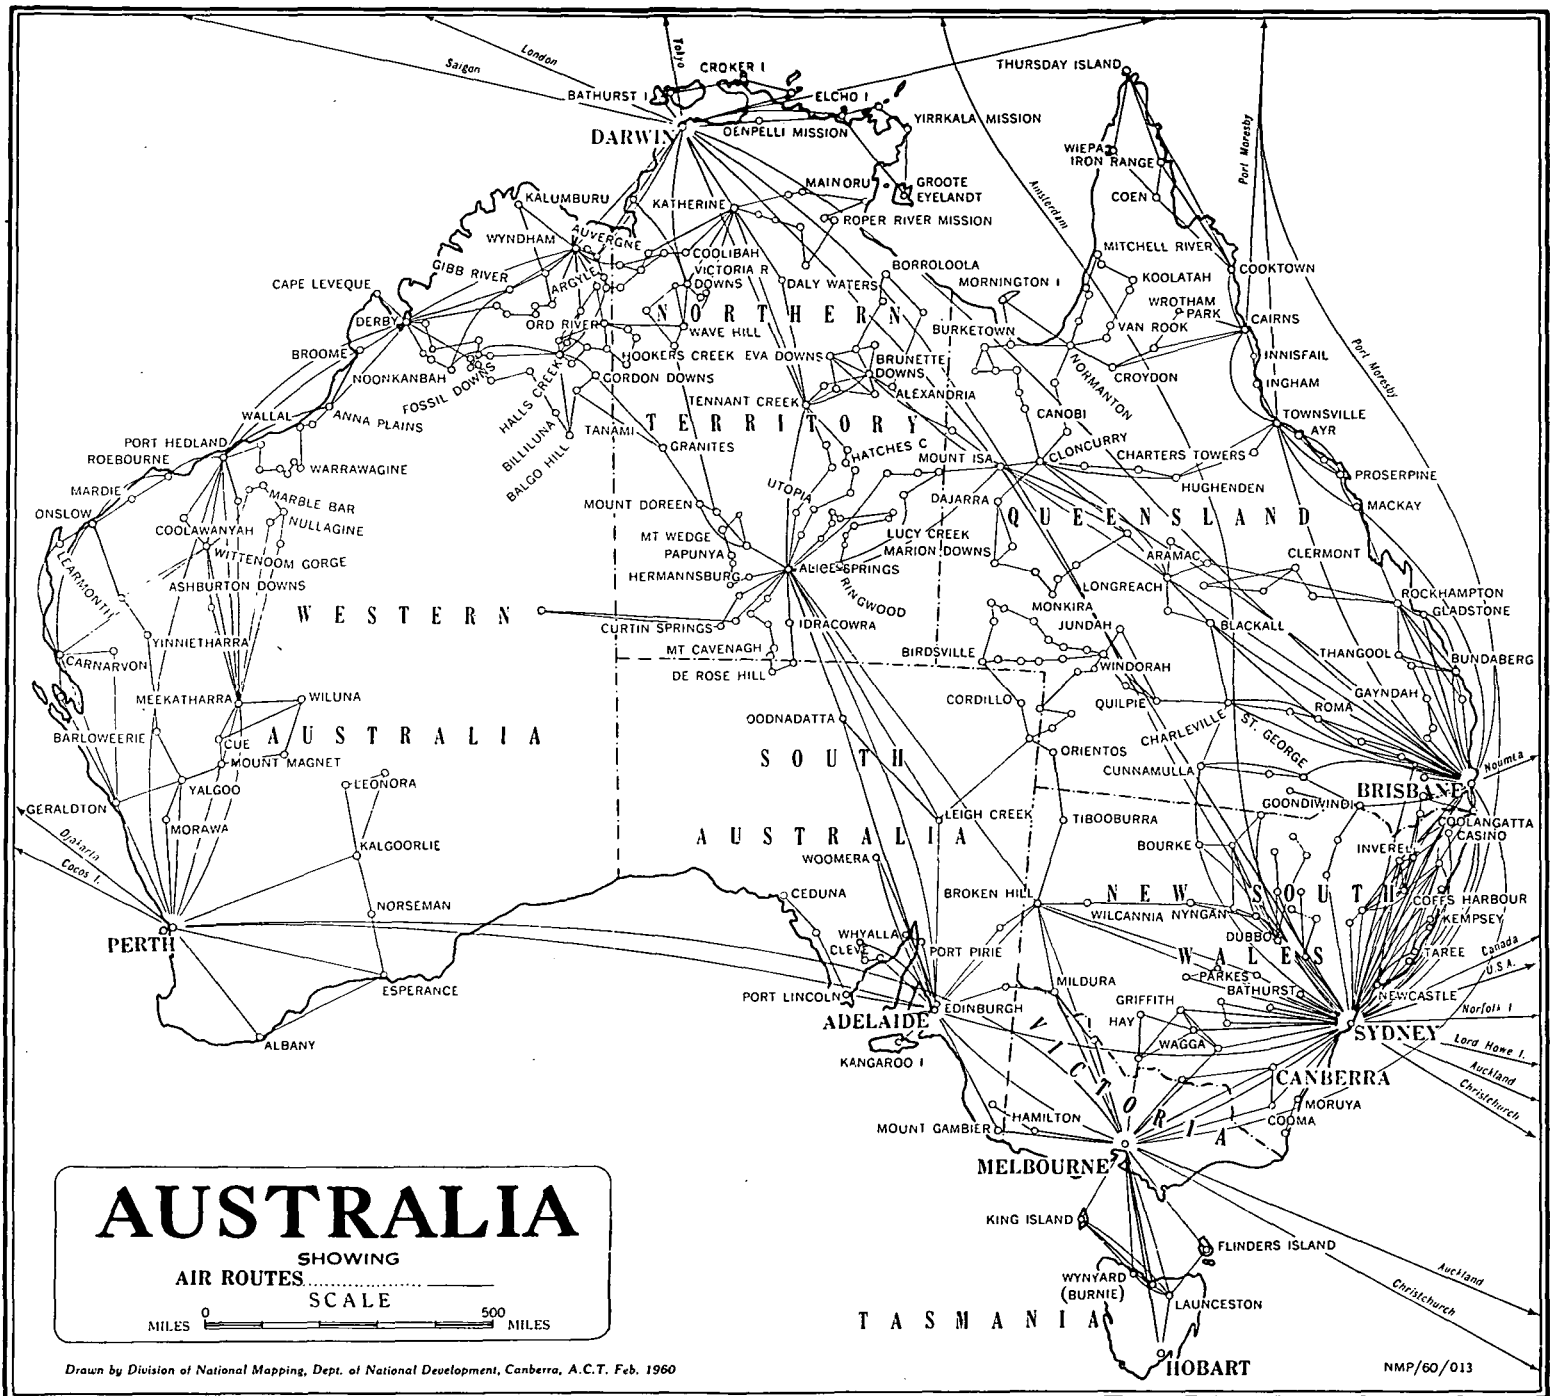 Saigon
London
Tokyo
CROKER I
THURSDAY ISLAND
BATHURST I
ELCHO I
DARWIN
OENPELLI MISSION
YIRRKALA MISSION
Port Moresby
WIEPA
IRON RANGE
Amsterdam
KALUMBURU
KATHERINE
MAINORU
GROOTE
EYELANDT
COEN
ROPER RIVER MISSION
WYNDHAM
AUVERGNE
COOLIBAH
MITCHELL RIVER
GIBB RIVER
ARGYLE
VICTORIA R
DOWNS
DALY WATERS
BORROLOOLA
MORNINGTON I
KOOLATAH
COOKTOWN
CAPE LEVEQUE
WROTHAM
PARK
DERBY
ORD RIVER
NORTHERN
WAVE HILL
BURKETOWN
VAN ROOK
CAIRNS
BROOME
HOOKERS CREEK
EVA DOWNS
BRUNETTE
DOWNS
INNISFAIL
Port Moresby
NOONKANBAH
FOSSIL DOWNS
HALLS CREEK
GORDON DOWNS
NORMANTON
CROYDON
INGHAM
ALEXANDRIA
TENNANT CREEK
WALLAL
ANNA PLAINS
BILLILUNA
TANAMI
TERRITORY
CANOBI
TOWNSVILLE
AYR
PORT HEDLAND
ROEBOURNE
WARRAWAGINE
BALGO HILL
GRANITES
HATCHES C
MOUNT ISA
CLONCURRY
CHARTERS TOWERS
PROSERPINE
MARDIE
MARBLE BAR
UTOPIA
DAJARRA
HUGHENDEN
MACKAY
ONSLOW
NULLAGINE
COOLAWANYAH
MOUNT DOREEN
QUEENSLAND
LEARMONTH
WITTENOOM GORGE
MT WEDGE
PAPUNYA
LUCY CREEK
MARION DOWNS
ARAMAC
CLERMONT
ASHBURTON DOWNS
HERMANNSBURG
ALICE SPRINGS
RINGWOOD
LONGREACH
ROCKHAMPTON
GLADSTONE
WESTERN
CURTIN SPRINGS
IDRACOWRA
MONKIRA
JUNDAH
BLACKALL
YINNIETHARRA
MT CAVENAGH
BIRDSVILLE
WINDORAH
THANGOOL
BUNDABERG
CARNARVON
DE ROSE HILL
MEEKATHARRA
WILUNA
CORDILLO
QUILPIE
GAYNDAH
ROMA
OODNADATTA
CHARLEVILLE
ST. GEORGE
BARLOWEERIE
CUE
AUSTRALIA
SOUTH
ORIENTOS
CUNNAMULLA
MOUNT MAGNET
Noumea
BRISBANE
LEONORA
YALGOO
GERALDTON
GOONDIWINDI
LEIGH CREEK
TIBOOBURRA
COOLANGATTA
CASINO
Djakarta
Cocos I.
MORAWA
AUSTRALIA
KALGOORLIE
WOOMERA
BOURKE
INVERELL
CEDUNA
BROKEN HILL
NEW SOUTH
WILCANNIA
NYNGAN
COFFS HARBOUR
KEMPSEY
NORSEMAN
PERTH
WHYALLA
CLEVE
PORT PIRIE
DUBBO
WALES
TAREE
Canada
U.S.A.
ESPERANCE
PORT LINCOLN
MILDURA
PARKES
BATHURST
NEWCASTLE
ADELAIDE
EDINBURGH
GRIFFITH
HAY
Norfolk I
SYDNEY
ALBANY
KANGAROO I
VICTORIA
WAGGA
Lord Howe I.
Auckland
Christchurch
CANBERRA
MORUYA
COOMA
MOUNT GAMBIER
HAMILTON
MELBOURNE
KING ISLAND
FLINDERS ISLAND
WYNYARD
(BURNIE)
LAUNCESTON
Auckland
Christchurch
TASMANIA
HOBART
AUSTRALIA
SHOWING
AIR ROUTES
SCALE
0 500
MILES MILES
Drawn by Division of National Mapping, Dept. of National Development, Canberra, A.C.T. Feb. 1960
NMP/60/013